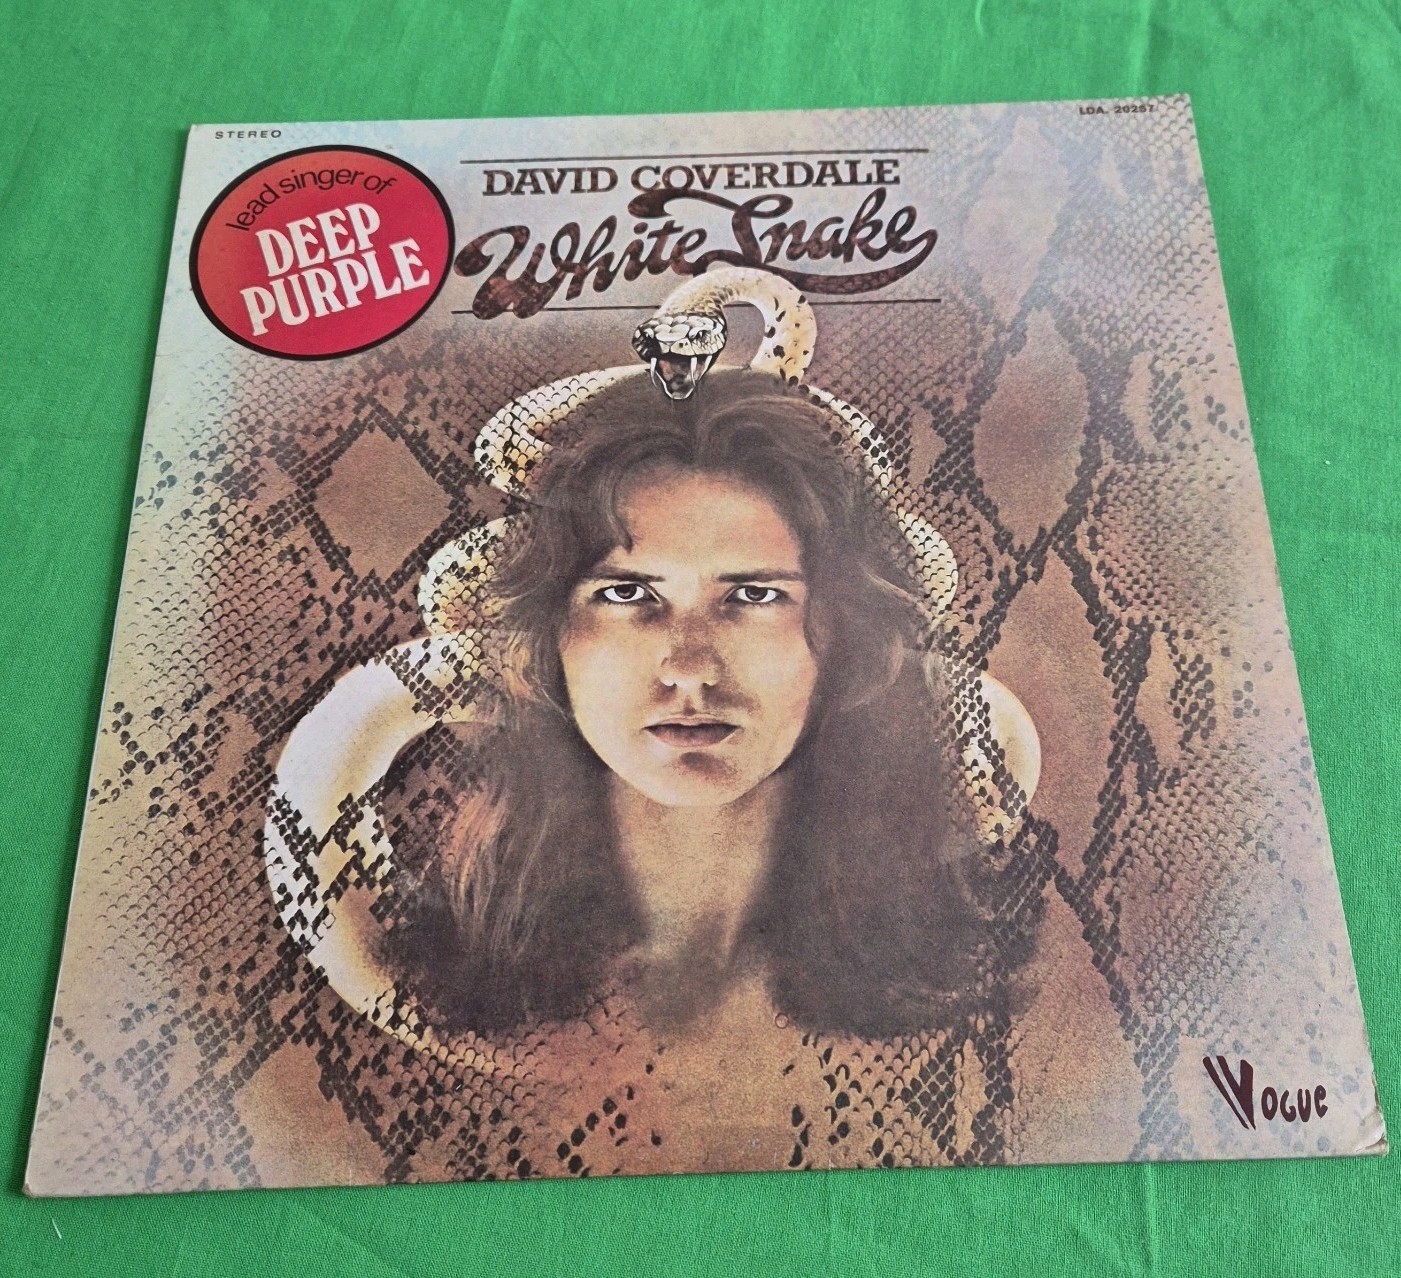 STEREO
LDA. 20257
lead singer of
DEEP
PURPLE
DAVID COVERDALE
White Snake
VOGUE